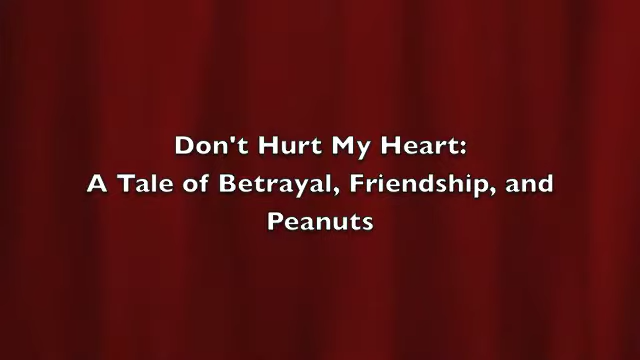 Don't Hurt My Heart:
A Tale of Betrayal, Friendship, and
Peanuts